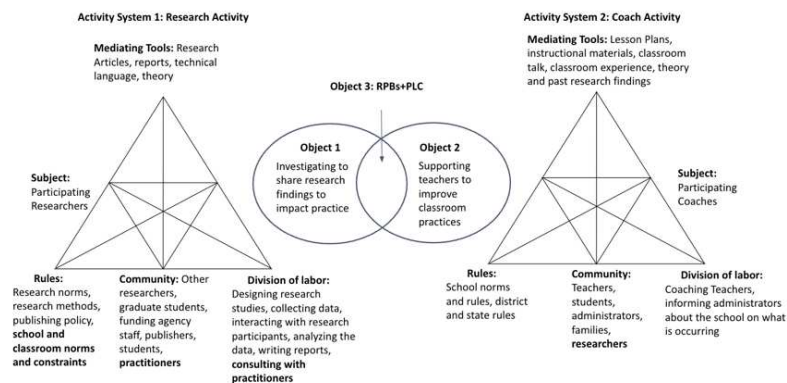 Activity System 1: Research Activity
Mediating Tools: Research
Articles, reports, technical
language, theory
Subject:
Participating
Researchers
Rules:
Research norms,
research methods,
publishing policy,
school and
classroom norms
and constraints
Community: Other
researchers,
graduate students,
funding agency
staff, publishers,
students,
practitioners
Division of labor:
Designing research
studies, collecting data,
interacting with research
participants, analyzing the
data, writing reports,
consulting with
practitioners
Object 3: RPBs+PLC
Object 1
Investigating to
share research
findings to
impact practice
Object 2
Supporting
teachers to
improve
classroom
practices
Activity System 2: Coach Activity
Mediating Tools: Lesson Plans,
instructional materials, classroom
talk, classroom experience, theory
and past research findings
Subject:
Participating
Coaches
Rules:
School norms
and rules, district
and state rules
Community:
Teachers,
students,
administrators,
families,
researchers
Division of labor:
Coaching Teachers,
informing administrators
about the school on what
is occurring